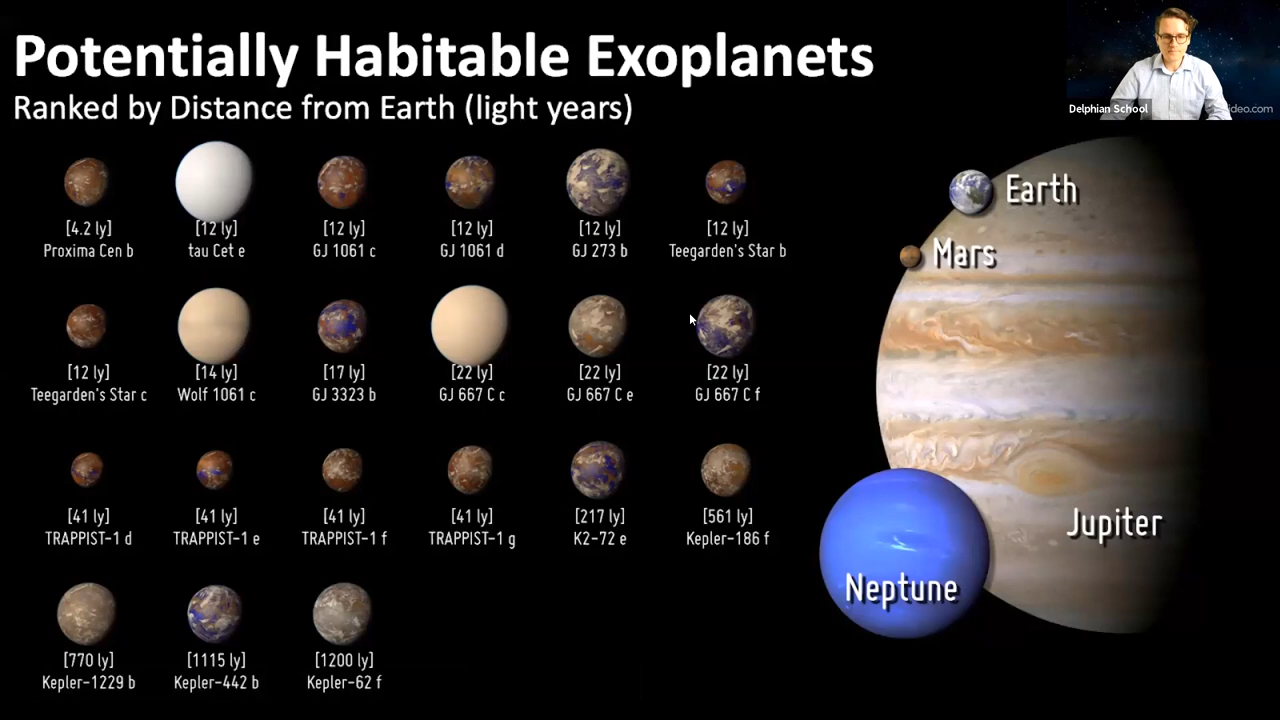 Potentially Habitable Exoplanets
Ranked by Distance from Earth (light years)
Delphian School
ideo.com
[4.2 ly]
Proxima Cen b
[12 ly]
tau Cet e
[12 ly]
GJ 1061 c
[12 ly]
GJ 1061 d
[12 ly]
GJ 273 b
[12 ly]
Teegarden's Star b
[12 ly]
Teegarden's Star c
[14 ly]
Wolf 1061 c
[17 ly]
GJ 3323 b
[22 ly]
GJ 667 C c
[22 ly]
GJ 667 C e
[22 ly]
GJ 667 C f
[41 ly]
TRAPPIST-1 d
[41 ly]
TRAPPIST-1 e
[41 ly]
TRAPPIST-1 f
[41 ly]
TRAPPIST-1 g
[217 ly]
K2-72 e
[561 ly]
Kepler-186 f
[770 ly]
Kepler-1229 b
[1115 ly]
Kepler-442 b
[1200 ly]
Kepler-62 f
Earth
Mars
Jupiter
Neptune